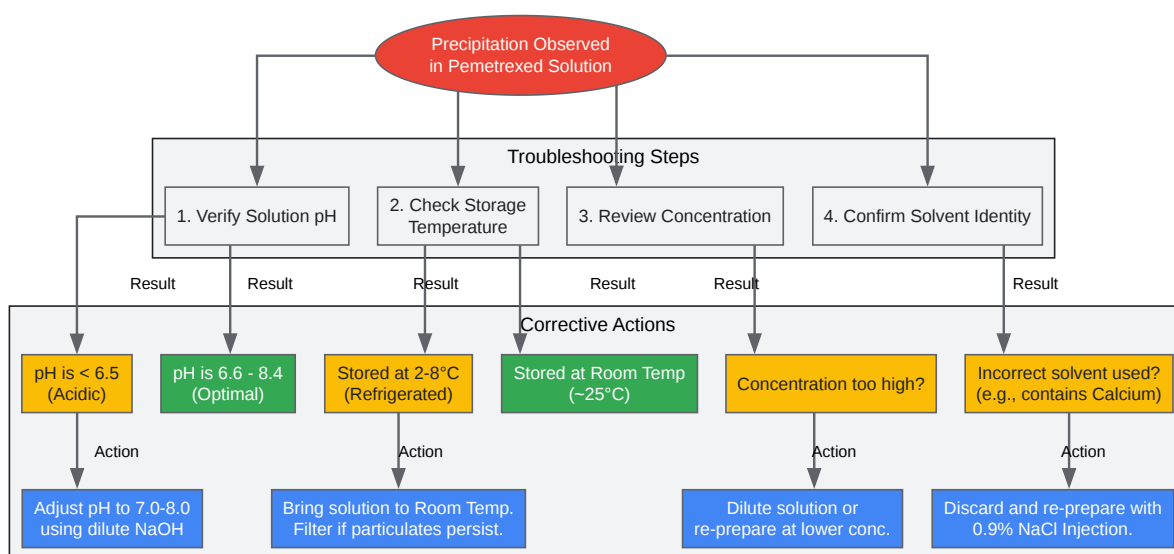 Precipitation Observed
in Pemetrexed Solution
Troubleshooting Steps
1. Verify Solution pH
2. Check Storage
Temperature
3. Review Concentration
4. Confirm Solvent Identity
Result
Result
Result
Result
Result
Result
Corrective Actions
pH is < 6.5
(Acidic)
pH is 6.6 - 8.4
(Optimal)
Stored at 2-8°C
(Refrigerated)
Stored at Room Temp
(~25°C)
Concentration too high?
Incorrect solvent used?
(e.g., contains Calcium)
Action
Action
Action
Action
Adjust pH to 7.0-8.0
using dilute NaOH
Bring solution to Room Temp.
Filter if particulates persist.
Dilute solution or
re-prepare at lower conc.
Discard and re-prepare with
0.9% NaCl Injection.